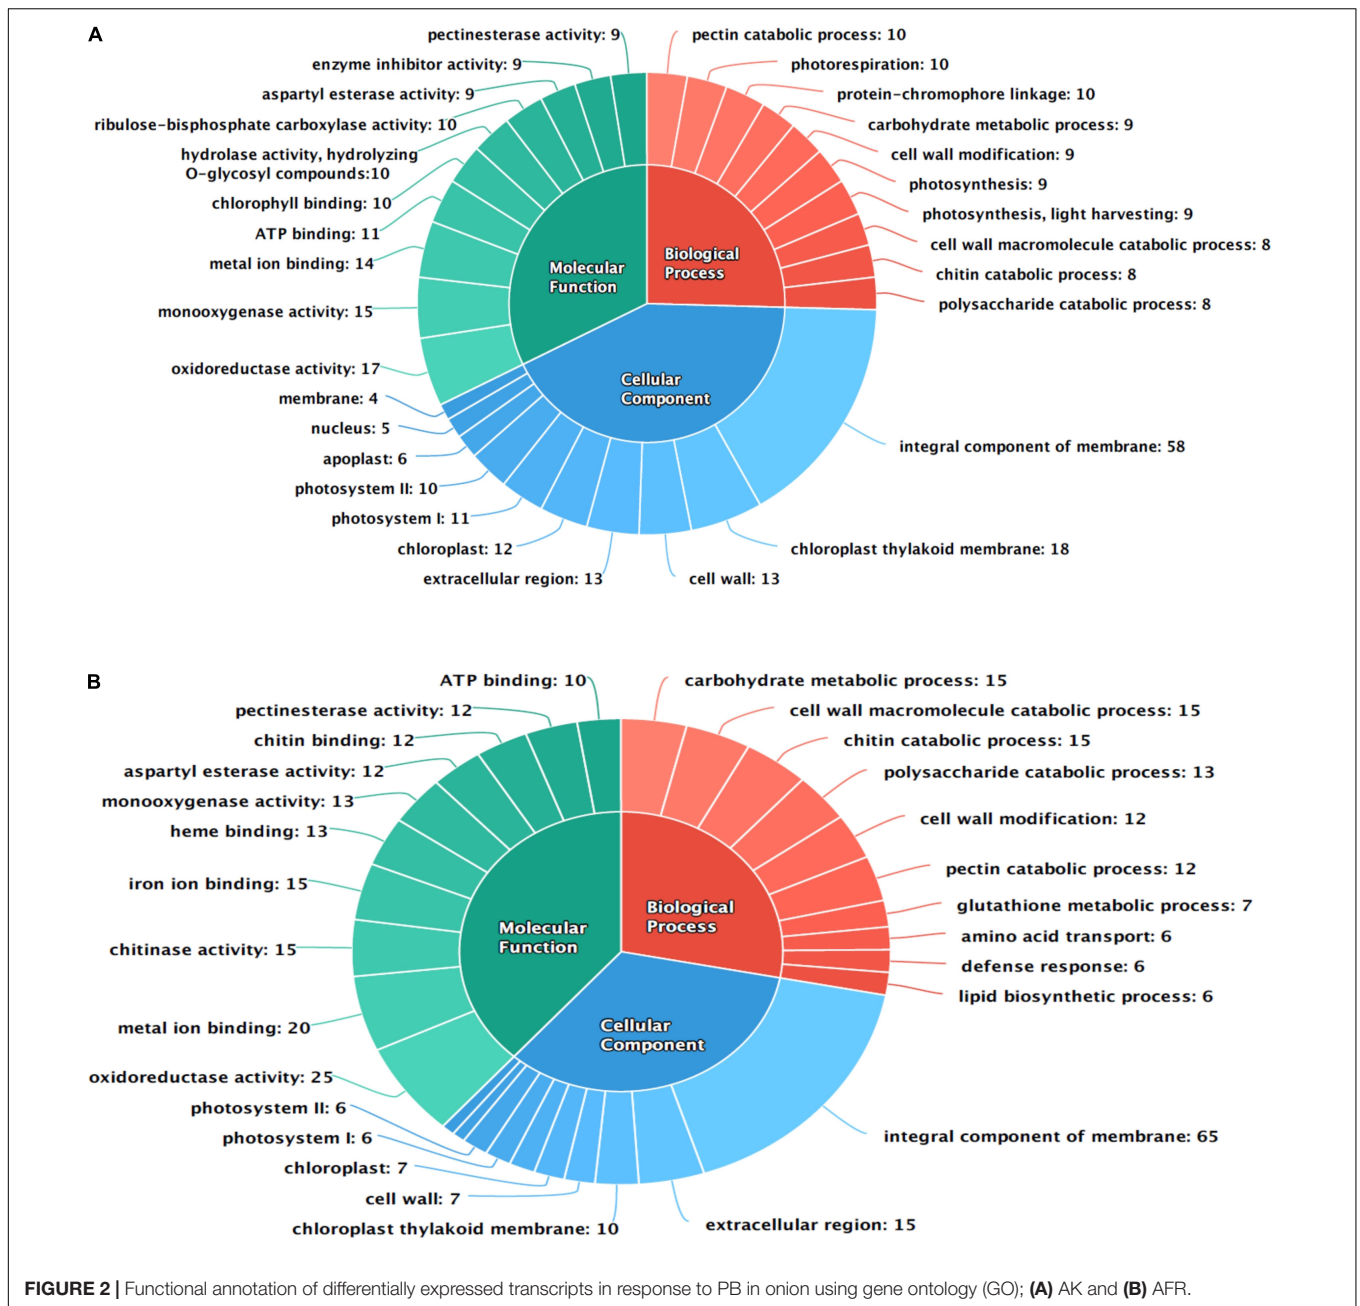 A
pectinesterase activity: 9
enzyme inhibitor activity: 9
aspartyl esterase activity: 9
ribulose-bisphosphate carboxylase activity: 10
hydrolase activity, hydrolyzing
O-glycosyl compounds:10
chlorophyll binding: 10
ATP binding: 11
metal ion binding: 14
monooxygenase activity: 15
oxidoreductase activity: 17
membrane: 4
nucleus: 5
apoplast: 6
photosystem II: 10
photosystem I: 11
chloroplast: 12
extracellular region: 13
pectin catabolic process: 10
photorespiration: 10
protein-chromophore linkage: 10
carbohydrate metabolic process: 9
cell wall modification: 9
photosynthesis: 9
photosynthesis, light harvesting: 9
cell wall macromolecule catabolic process: 8
chitin catabolic process: 8
polysaccharide catabolic process: 8
integral component of membrane: 58
chloroplast thylakoid membrane: 18
cell wall: 13
Molecular
Function
Biological
Process
Cellular
Component
B
ATP binding: 10
pectinesterase activity: 12
chitin binding: 12
aspartyl esterase activity: 12
monooxygenase activity: 13
heme binding: 13
iron ion binding: 15
chitinase activity: 15
metal ion binding: 20
oxidoreductase activity: 25
photosystem II: 6
photosystem I: 6
chloroplast: 7
cell wall: 7
chloroplast thylakoid membrane: 10
carbohydrate metabolic process: 15
cell wall macromolecule catabolic process: 15
chitin catabolic process: 15
polysaccharide catabolic process: 13
cell wall modification: 12
pectin catabolic process: 12
glutathione metabolic process: 7
amino acid transport: 6
defense response: 6
lipid biosynthetic process: 6
integral component of membrane: 65
extracellular region: 15
Molecular
Function
Biological
Process
Cellular
Component
FIGURE 2 | Functional annotation of differentially expressed transcripts in response to PB in onion using gene ontology (GO); (A) AK and (B) AFR.